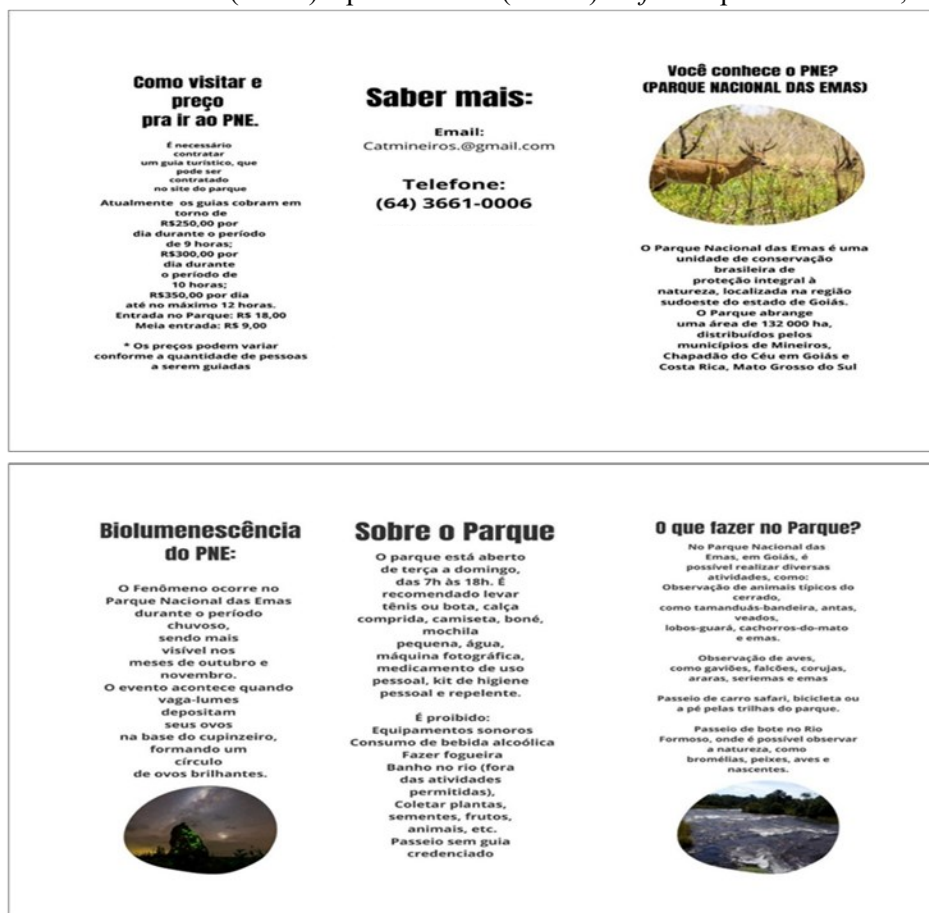 Como visitar e
preço
pra ir ao PNE.
É necessário
contratar
um guia turístico, que
pode ser
contratado
no site do parque
Atualmente os guias cobram em
torno de
R$250,00 por
dia durante o período
de 9 horas;
R$300,00 por
dia durante
o período de
10 horas;
R$350,00 por dia
até no máximo 12 horas.
Entrada no Parque: R$ 18,00
Meia entrada: R$ 9,00
* Os preços podem variar
conforme a quantidade de pessoas
a serem guiadas
Saber mais:
Email:
Catmineiros.@gmail.com
Telefone:
(64) 3661-0006
Você conhece o PNE?
(PARQUE NACIONAL DAS EMAS)
O Parque Nacional das Emas é uma
unidade de conservação
brasileira de
proteção integral à
natureza, localizada na região
sudoeste do estado de Goiás.
O Parque abrange
uma área de 132 000 ha,
distribuídos pelos
municípios de Mineiros,
Chapadão do Céu em Goiás e
Costa Rica, Mato Grosso do Sul
Biolumenescência
do PNE:
O Fenômeno ocorre no
Parque Nacional das Emas
durante o período
chuvoso,
sendo mais
visível nos
meses de outubro e
novembro.
O evento acontece quando
vaga-lumes
depositam
seus ovos
na base do cupinzeiro,
formando um
círculo
de ovos brilhantes.
Sobre o Parque
O parque está aberto
de terça a domingo,
das 7h às 18h. É
recomendado levar
tênis ou bota, calça
comprida, camiseta, boné,
mochila
pequena, água,
máquina fotográfica,
medicamento de uso
pessoal, kit de higiene
pessoal e repelente.
É proibido:
Equipamentos sonoros
Consumo de bebida alcoólica
Fazer fogueira
Banho no rio (fora
das atividades
permitidas),
Coletar plantas,
sementes, frutos,
animais, etc.
Passeio sem guia
credenciado
O que fazer no Parque?
No Parque Nacional das
Emas, em Goiás, é
possível realizar diversas
atividades, como:
Observação de animais típicos do
cerrado,
como tamanduás-bandeira, antas,
veados,
lobos-guará, cachorros-do-mato
e emas.
Observação de aves,
como gaviões, falcões, corujas,
araras, seriemas e emas
Passeio de carro safari, bicicleta ou
a pé pelas trilhas do parque.
Passeio de bote no Rio
Formoso, onde é possível observar
a natureza, como
bromélias, peixes, aves e
nascentes.